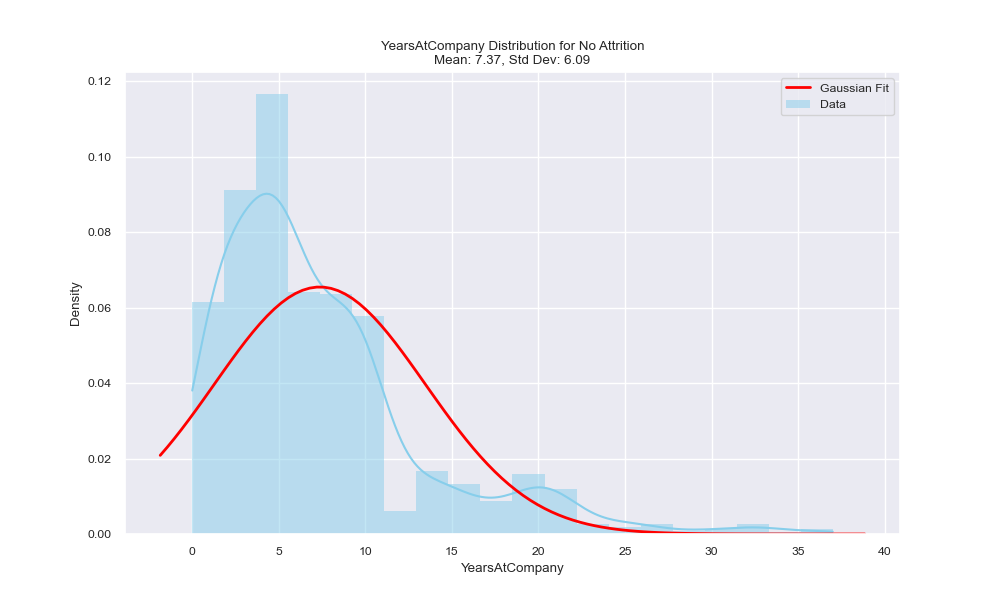 YearsAtCompany Distribution for No Attrition
Mean: 7.37, Std Dev: 6.09
Gaussian Fit
Data
Density
0.12
0.10
0.08
0.06
0.04
0.02
0.00
0 5 10 15 20 25 30 35 40
YearsAtCompany